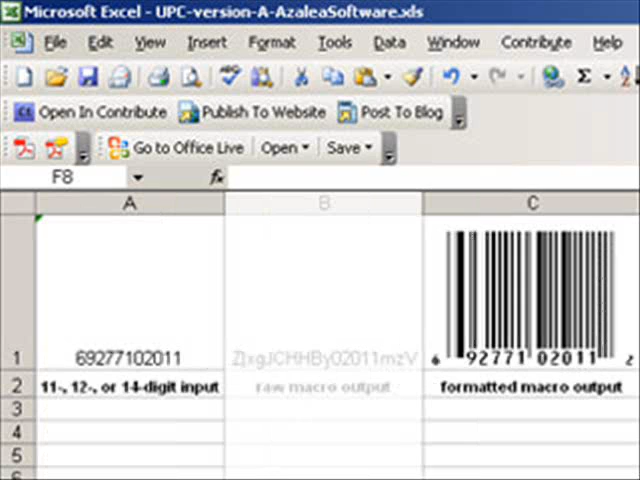 Microsoft Excel - UPC-version-A-AzaleaSoftware.xls
File Edit View Insert Format Tools Data Window Contribute Help
Open In Contribute Publish To Website Post To Blog
Go to Office Live Open Save
F8 fx
A B C
1 69277102011 ZJxgJCHHBy02011mzV 6 92771 02011 2
2 11-, 12-, or 14-digit input raw macro output formatted macro output
3
4
5
6